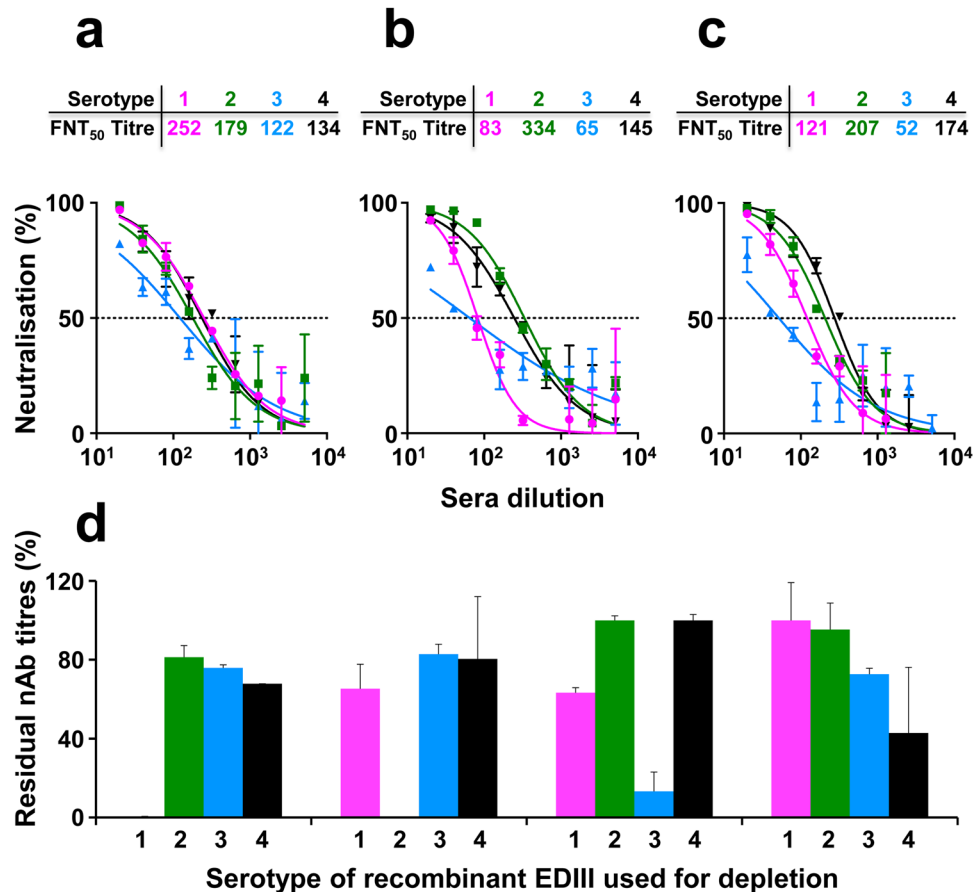 a b c
Serotype 1 2 3 4
FNT50 Titre 252 179 122 134
Serotype 1 2 3 4
FNT50 Titre 83 334 65 145
Serotype 1 2 3 4
FNT50 Titre 121 207 52 174
Neutralisation (%)
100
50
0
10¹ 10² 10³ 10⁴
100
50
0
10¹ 10² 10³ 10⁴
100
50
0
10¹ 10² 10³ 10⁴
Sera dilution
d
Residual nAb titres (%)
120
80
40
0
1 2 3 4 1 2 3 4 1 2 3 4 1 2 3 4
Serotype of recombinant EDIII used for depletion